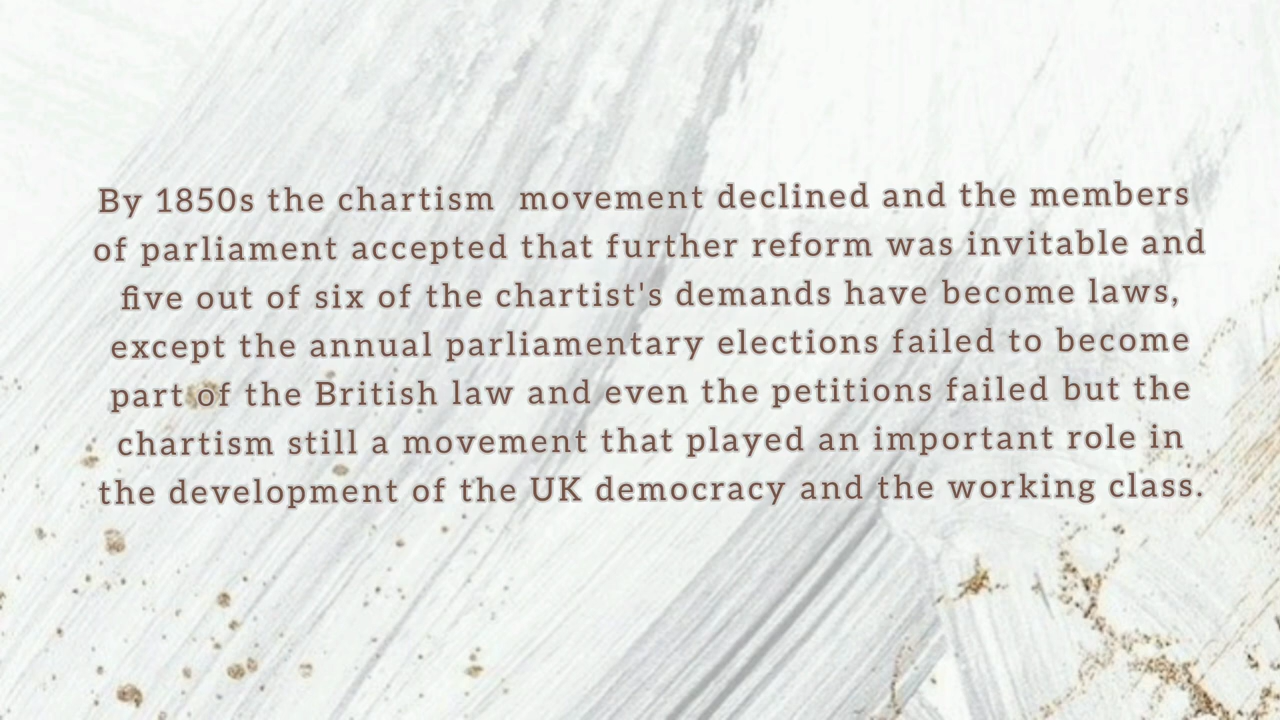 By 1850s the chartism movement declined and the members
of parliament accepted that further reform was invitable and
five out of six of the chartist's demands have become laws,
except the annual parliamentary elections failed to become
part of the British law and even the petitions failed but the
chartism still a movement that played an important role in
the development of the UK democracy and the working class.